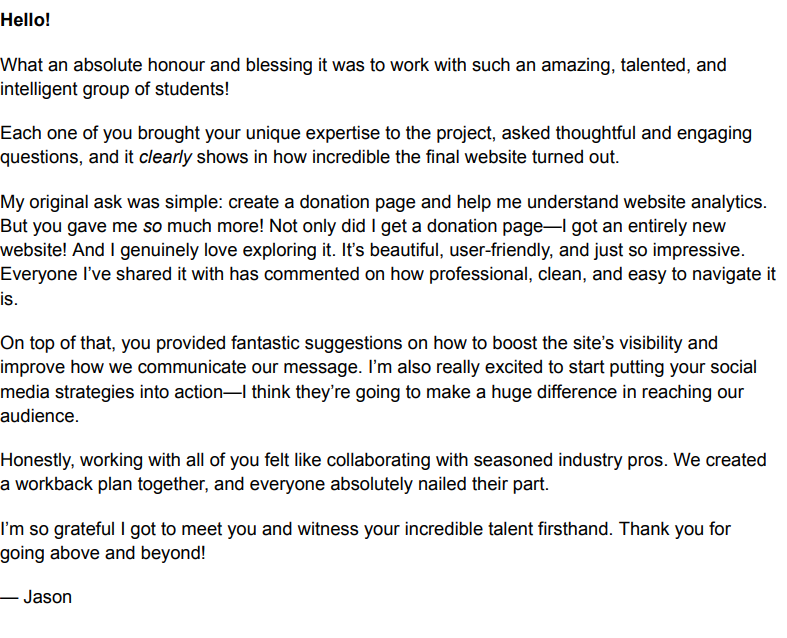 Hello!
What an absolute honour and blessing it was to work with such an amazing, talented, and
intelligent group of students!
Each one of you brought your unique expertise to the project, asked thoughtful and engaging
questions, and it clearly shows in how incredible the final website turned out.
My original ask was simple: create a donation page and help me understand website analytics.
But you gave me so much more! Not only did I get a donation page—I got an entirely new
website! And I genuinely love exploring it. It’s beautiful, user-friendly, and just so impressive.
Everyone I’ve shared it with has commented on how professional, clean, and easy to navigate it
is.
On top of that, you provided fantastic suggestions on how to boost the site’s visibility and
improve how we communicate our message. I’m also really excited to start putting your social
media strategies into action—I think they’re going to make a huge difference in reaching our
audience.
Honestly, working with all of you felt like collaborating with seasoned industry pros. We created
a workback plan together, and everyone absolutely nailed their part.
I’m so grateful I got to meet you and witness your incredible talent firsthand. Thank you for
going above and beyond!
— Jason